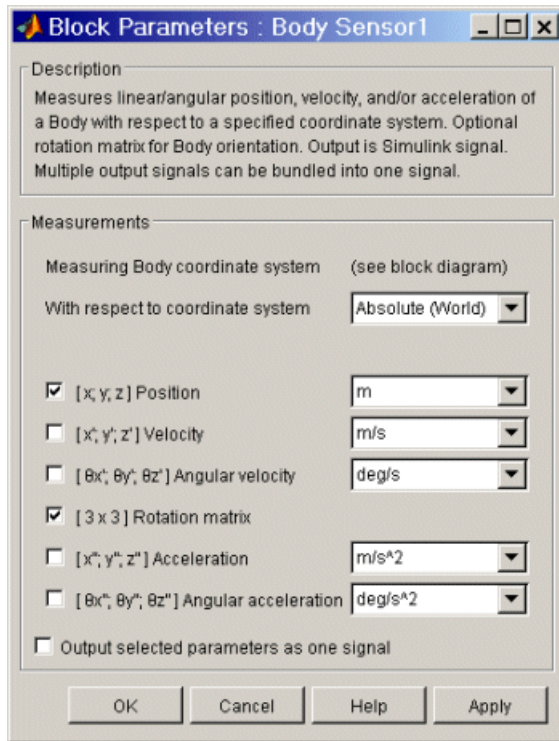 Block Parameters : Body Sensor1
Description
Measures linear/angular position, velocity, and/or acceleration of
a Body with respect to a specified coordinate system. Optional
rotation matrix for Body orientation. Output is Simulink signal.
Multiple output signals can be bundled into one signal.
Measurements
Measuring Body coordinate system (see block diagram)
With respect to coordinate system Absolute (World)
[ x; y; z ] Position m
[ x'; y'; z' ] Velocity m/s
[ θx'; θy'; θz' ] Angular velocity deg/s
[ 3 x 3 ] Rotation matrix
[ x"; y"; z" ] Acceleration m/s^2
[ θx"; θy"; θz" ] Angular acceleration deg/s^2
Output selected parameters as one signal
OK Cancel Help Apply